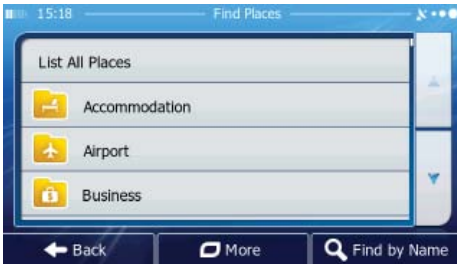 15:18 Find Places
List All Places
Accommodation
Airport
Business
Back More Find by Name